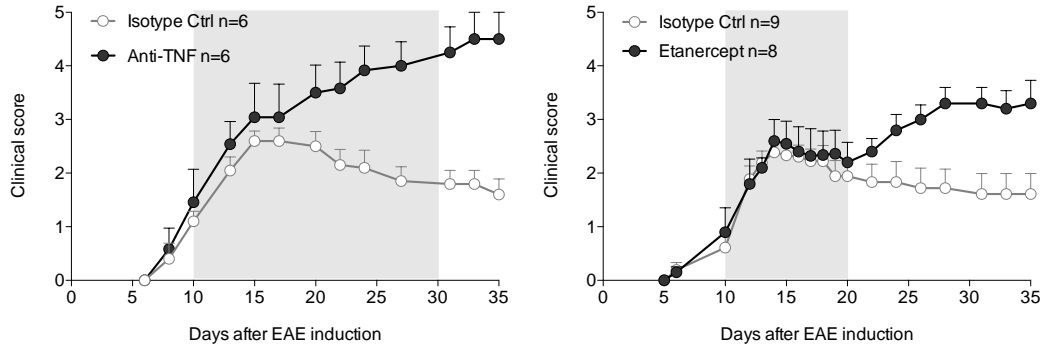 Isotype Ctrl n=6
Anti-TNF n=6
Clinical score
5
4
3
2
1
0
0 5 10 15 20 25 30 35
Days after EAE induction
Isotype Ctrl n=9
Etanercept n=8
Clinical score
5
4
3
2
1
0
0 5 10 15 20 25 30 35
Days after EAE induction